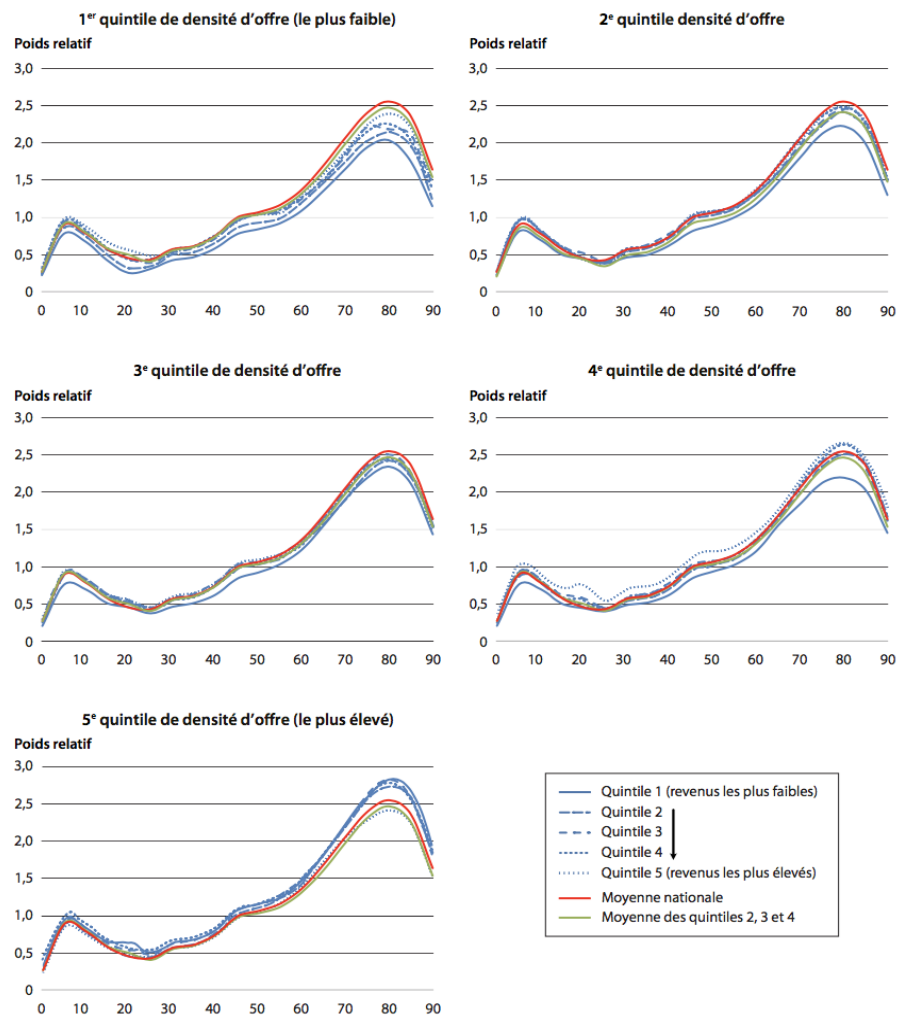 1er quintile de densité d'offre (le plus faible)
Poids relatif
3,0
2,5
2,0
1,5
1,0
0,5
0
0 10 20 30 40 50 60 70 80 90
2e quintile densité d'offre
Poids relatif
3,0
2,5
2,0
1,5
1,0
0,5
0
0 10 20 30 40 50 60 70 80 90
3e quintile de densité d'offre
Poids relatif
3,0
2,5
2,0
1,5
1,0
0,5
0
0 10 20 30 40 50 60 70 80 90
4e quintile de densité d'offre
Poids relatif
3,0
2,5
2,0
1,5
1,0
0,5
0
0 10 20 30 40 50 60 70 80 90
5e quintile de densité d'offre (le plus élevé)
Poids relatif
3,0
2,5
2,0
1,5
1,0
0,5
0
0 10 20 30 40 50 60 70 80 90
Quintile 1 (revenus les plus faibles)
Quintile 2
Quintile 3
Quintile 4
Quintile 5 (revenus les plus élevés)
Moyenne nationale
Moyenne des quintiles 2, 3 et 4